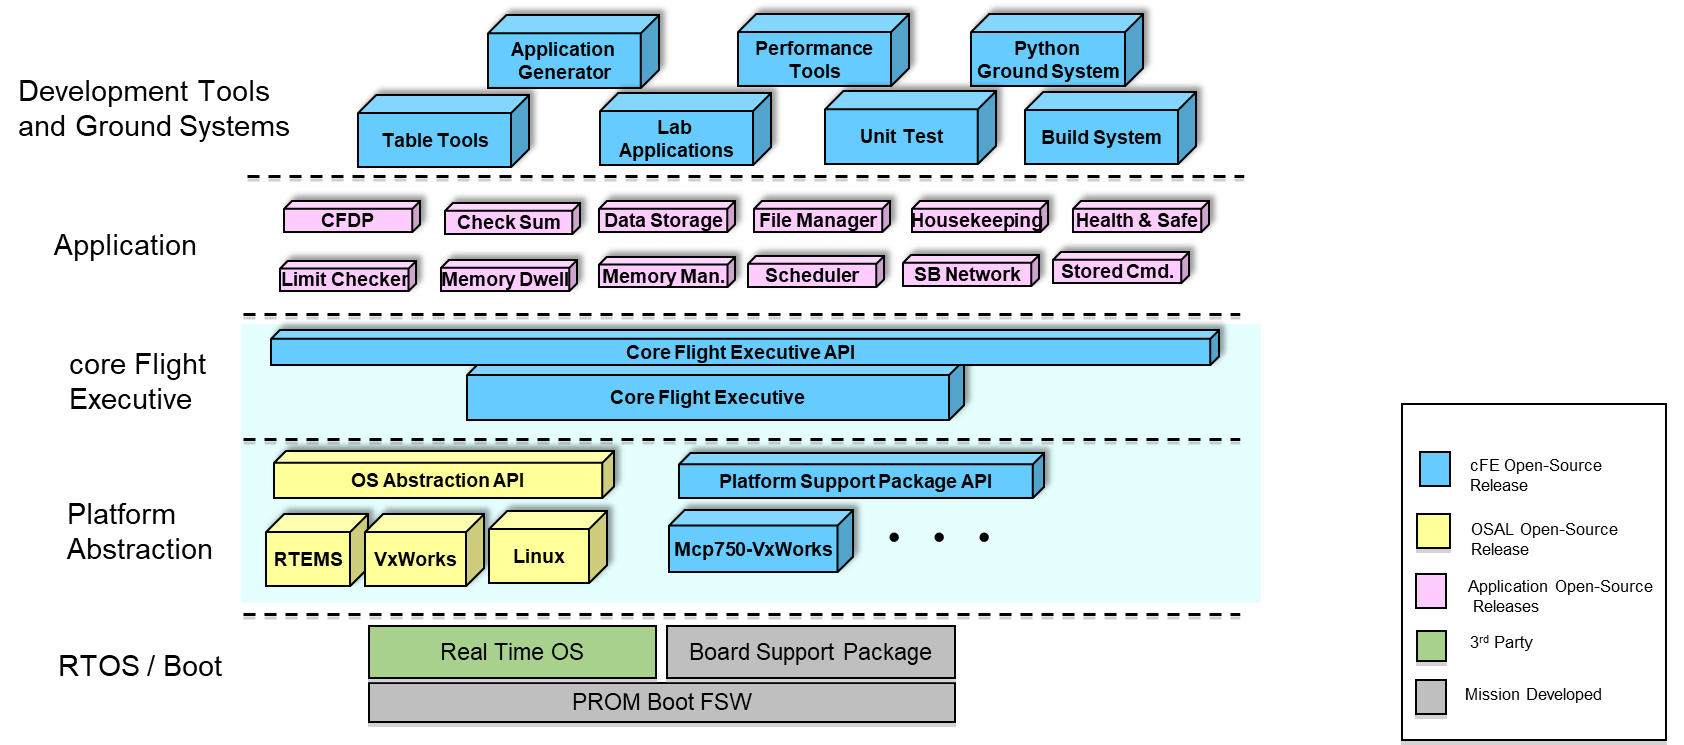 Development Tools
and Ground Systems
Application
Generator
Performance
Tools
Python
Ground System
Table Tools
Lab
Applications
Unit Test
Build System
Application
CFDP
Check Sum
Data Storage
File Manager
Housekeeping
Health & Safe
Limit Checker
Memory Dwell
Memory Man.
Scheduler
SB Network
Stored Cmd.
core Flight
Executive
Core Flight Executive API
Core Flight Executive
Platform
Abstraction
OS Abstraction API
Platform Support Package API
RTEMS
VxWorks
Linux
Mcp750-VxWorks
• • •
RTOS / Boot
Real Time OS
Board Support Package
PROM Boot FSW
cFE Open-Source
Release
OSAL Open-Source
Release
Application Open-Source
Releases
3rd Party
Mission Developed